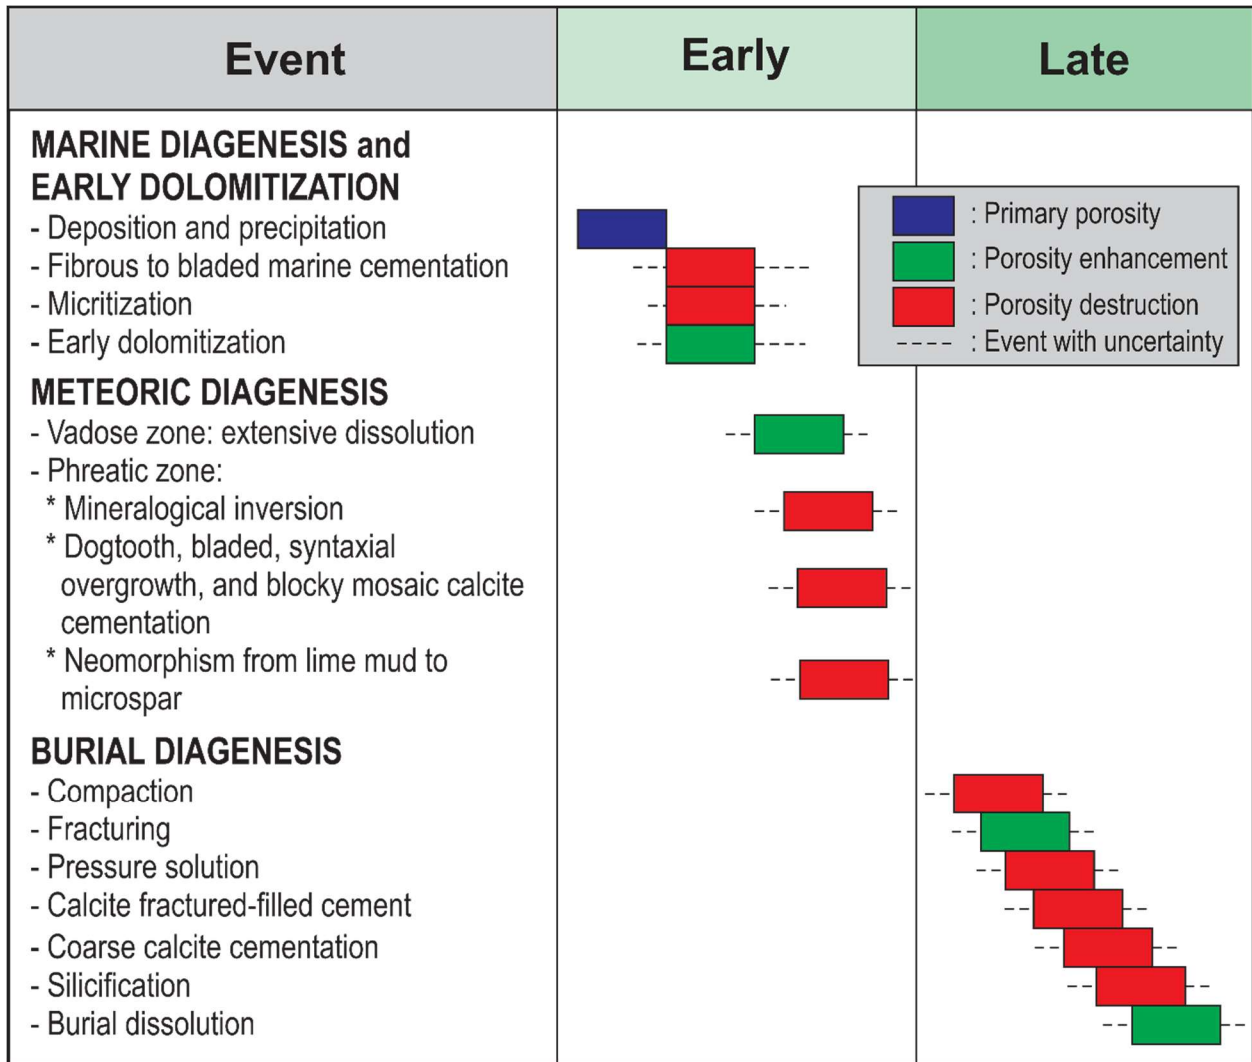 Event
Early
Late
MARINE DIAGENESIS and
EARLY DOLOMITIZATION
- Deposition and precipitation
- Fibrous to bladed marine cementation
- Micritization
- Early dolomitization
: Primary porosity
: Porosity enhancement
: Porosity destruction
: Event with uncertainty
METEORIC DIAGENESIS
- Vadose zone: extensive dissolution
- Phreatic zone:
* Mineralogical inversion
* Dogtooth, bladed, syntaxial
overgrowth, and blocky mosaic calcite
cementation
* Neomorphism from lime mud to
microspar
BURIAL DIAGENESIS
- Compaction
- Fracturing
- Pressure solution
- Calcite fractured-filled cement
- Coarse calcite cementation
- Silicification
- Burial dissolution